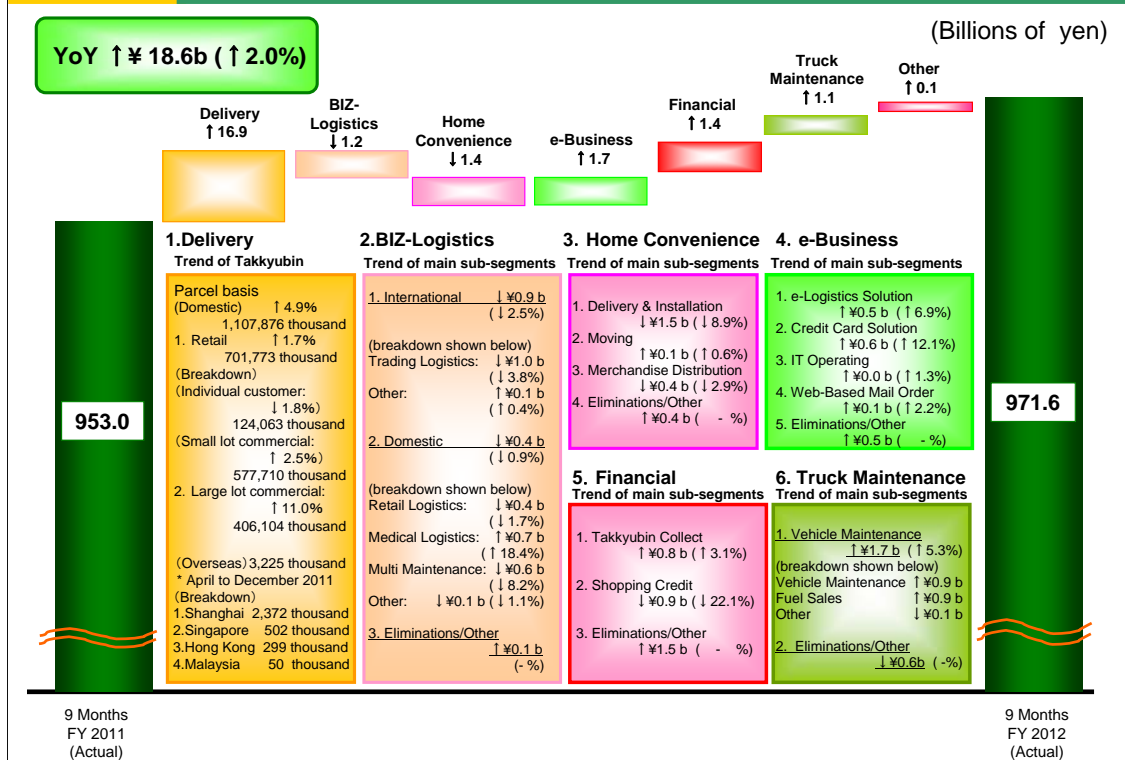 (Billions of yen)
YoY ↑ ¥ 18.6b ( ↑ 2.0%)
Delivery
↑ 16.9
BIZ-
Logistics
↓ 1.2
Home
Convenience
↓ 1.4
e-Business
↑ 1.7
Financial
↑ 1.4
Truck
Maintenance
↑ 1.1
Other
↑ 0.1
953.0
1.Delivery
Trend of Takkyubin
Parcel basis
(Domestic) ↑ 4.9%
1,107,876 thousand
1. Retail ↑ 1.7%
701,773 thousand
(Breakdown)
(Individual customer:
↓ 1.8%)
124,063 thousand
(Small lot commercial:
↑ 2.5%)
577,710 thousand
2. Large lot commercial:
↑ 11.0%
406,104 thousand
(Overseas) 3,225 thousand
* April to December 2011
(Breakdown)
1.Shanghai 2,372 thousand
2.Singapore 502 thousand
3.Hong Kong 299 thousand
4.Malaysia 50 thousand
2.BIZ-Logistics
Trend of main sub-segments
1. International ↓ ¥0.9 b
( ↓ 2.5%)
(breakdown shown below)
Trading Logistics: ↓ ¥1.0 b
( ↓ 3.8%)
Other: ↑ ¥0.1 b
( ↑ 0.4%)
2. Domestic ↓ ¥0.4 b
( ↓ 0.9%)
(breakdown shown below)
Retail Logistics: ↓ ¥0.4 b
( ↓ 1.7%)
Medical Logistics: ↑ ¥0.7 b
( ↑ 18.4%)
Multi Maintenance: ↓ ¥0.6 b
( ↓ 8.2%)
Other: ↓ ¥0.1 b ( ↓ 1.1%)
3. Eliminations/Other
↑ ¥0.1 b
(- %)
3. Home Convenience
Trend of main sub-segments
1. Delivery & Installation
↓ ¥1.5 b ( ↓ 8.9%)
2. Moving
↑ ¥0.1 b ( ↑ 0.6%)
3. Merchandise Distribution
↓ ¥0.4 b ( ↓ 2.9%)
4. Eliminations/Other
↑ ¥0.4 b ( - %)
4. e-Business
Trend of main sub-segments
1. e-Logistics Solution
↑ ¥0.5 b ( ↑ 6.9%)
2. Credit Card Solution
↑ ¥0.6 b ( ↑ 12.1%)
3. IT Operating
↑ ¥0.0 b ( ↑ 1.3%)
4. Web-Based Mail Order
↑ ¥0.1 b ( ↑ 2.2%)
5. Eliminations/Other
↑ ¥0.5 b ( - %)
5. Financial
Trend of main sub-segments
1. Takkyubin Collect
↑ ¥0.8 b ( ↑ 3.1%)
2. Shopping Credit
↓ ¥0.9 b ( ↓ 22.1%)
3. Eliminations/Other
↑ ¥1.5 b ( - %)
6. Truck Maintenance
Trend of main sub-segments
1. Vehicle Maintenance
↑ ¥1.7 b ( ↑ 5.3%)
(breakdown shown below)
Vehicle Maintenance ↑ ¥0.9 b
Fuel Sales ↑ ¥0.9 b
Other ↓ ¥0.1 b
2. Eliminations/Other
↓ ¥0.6b ( -%)
971.6
9 Months
FY 2011
(Actual)
9 Months
FY 2012
(Actual)